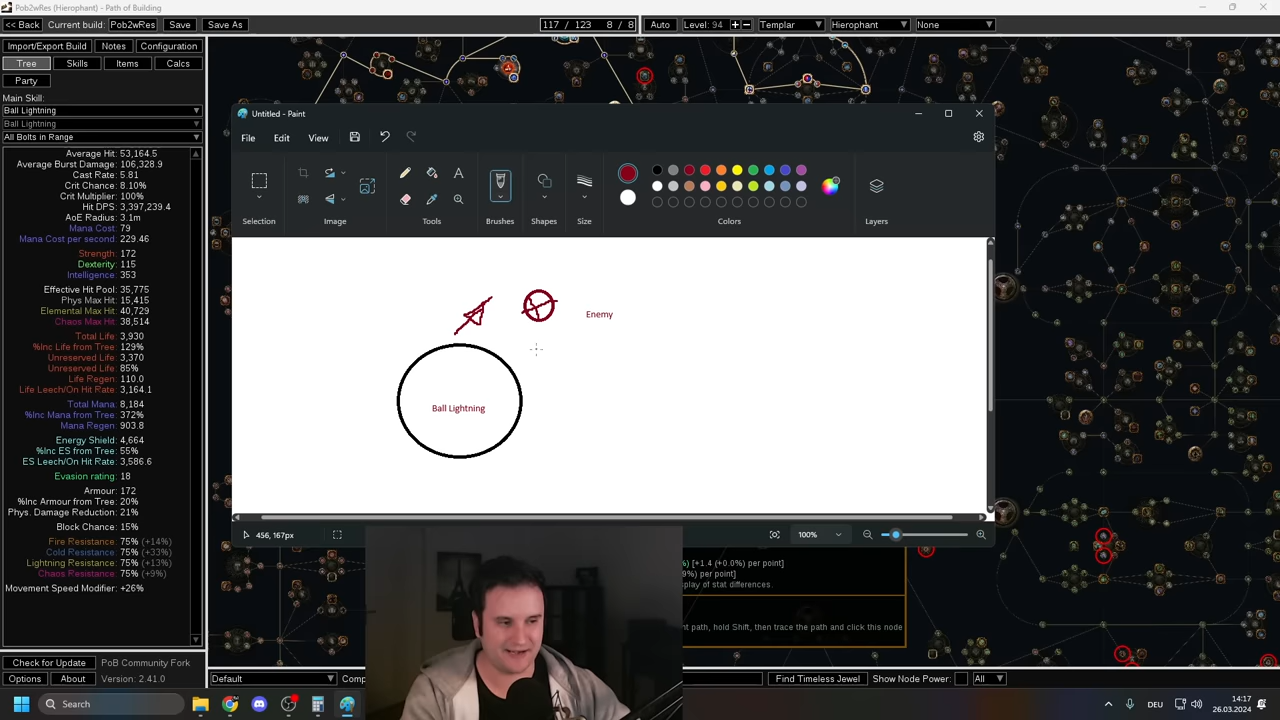 Pob2wRes (Hierophant) - Path of Building
<< Back
Current build:
Pob2wRes
Save
Save As
117 / 123 8 / 8
Auto
Level: 94
Templar
Hierophant
None
Import/Export Build
Notes
Configuration
Tree
Skills
Items
Calcs
Party
Main Skill:
Ball Lightning
Ball Lightning
All Bolts in Range
Average Hit: 53,164.5
Average Burst Damage: 106,328.9
Cast Rate: 5.81
Crit Chance: 8.10%
Crit Multiplier: 100%
Hit DPS: 3,397,239.4
AoE Radius: 3.1m
Mana Cost: 79
Mana Cost per second: 229.46
Strength: 172
Dexterity: 115
Intelligence: 353
Effective Hit Pool: 35,775
Phys Max Hit: 15,415
Elemental Max Hit: 40,729
Chaos Max Hit: 38,514
Total Life: 3,930
%Inc Life from Tree: 129%
Unreserved Life: 3,370
Unreserved Life: 85%
Life Regen: 110.0
Life Leech/On Hit Rate: 3,164.1
Total Mana: 8,184
%Inc Mana from Tree: 372%
Mana Regen: 903.8
Energy Shield: 4,664
%Inc ES from Tree: 55%
ES Leech/On Hit Rate: 3,586.6
Evasion rating: 18
Armour: 172
%Inc Armour from Tree: 20%
Phys. Damage Reduction: 21%
Block Chance: 15%
Fire Resistance: 75% (+14%)
Cold Resistance: 75% (+33%)
Lightning Resistance: 75% (+13%)
Chaos Resistance: 75% (+9%)
Movement Speed Modifier: +26%
Check for Update
PoB Community Fork
Options
About
Version: 2.41.0
Untitled - Paint
File
Edit
View
Selection
Image
Tools
Brushes
Shapes
Size
Colors
Layers
Enemy
Ball Lightning
456, 167px
100%
%) [+1.4 (+0.0%) per point]
9%) per point]
splay of stat differences.
nt path, hold Shift, then trace the path and click this node
Default
Comp
Find Timeless Jewel
Show Node Power:
All
Search
DEU
14:17
26.03.2024